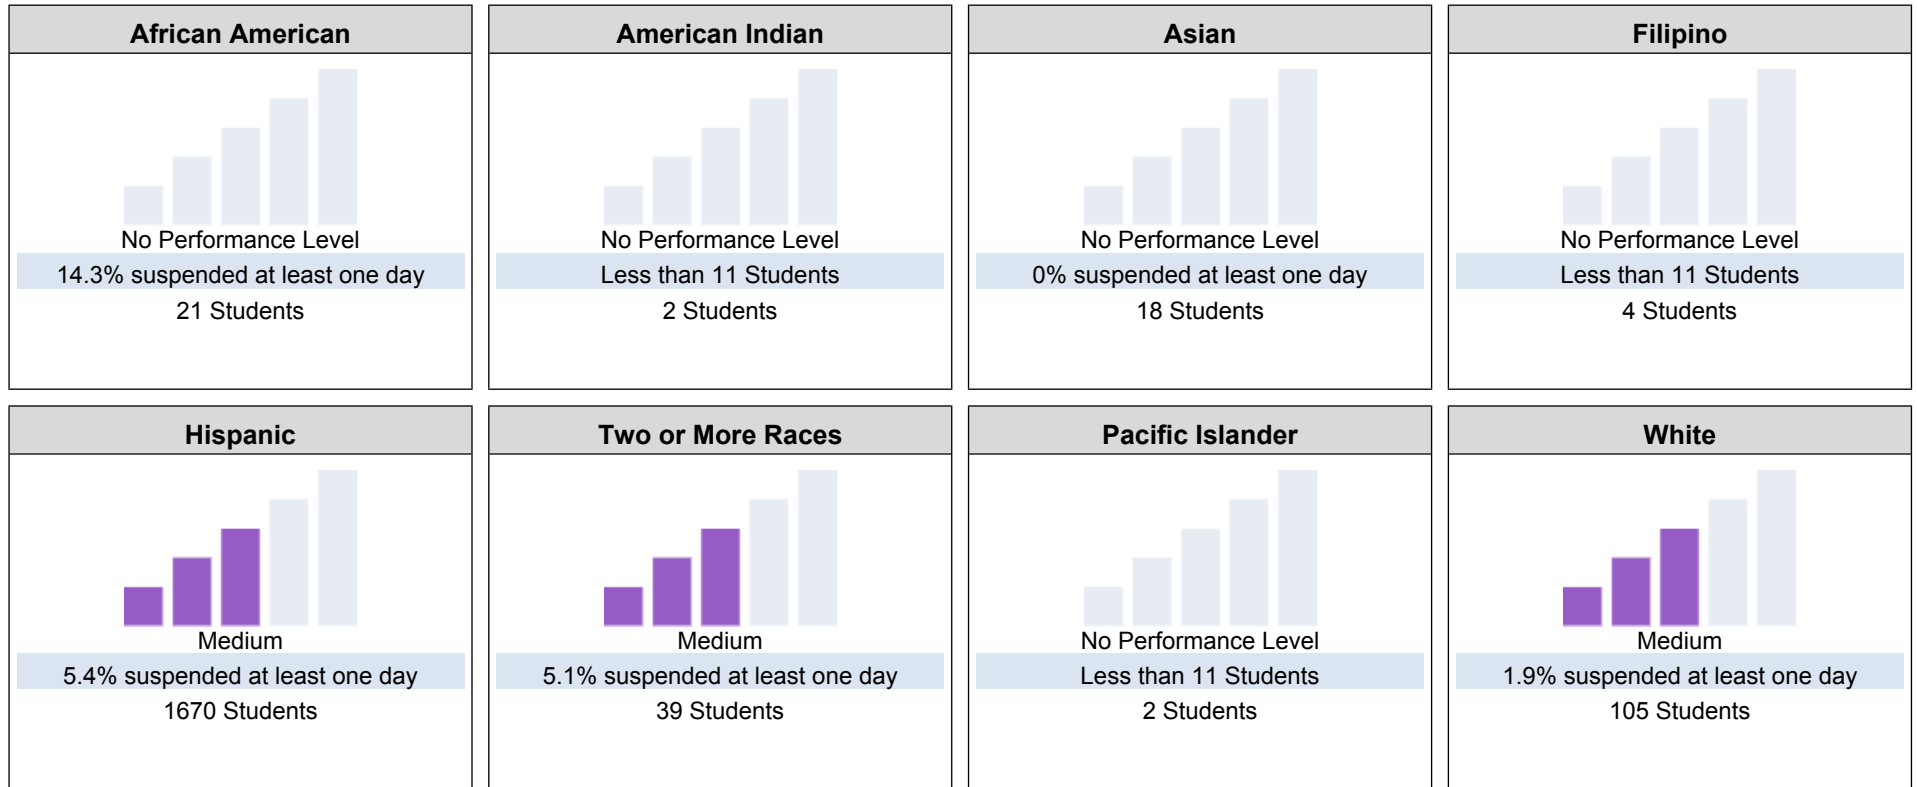 African American
No Performance Level
14.3% suspended at least one day
21 Students
American Indian
No Performance Level
Less than 11 Students
2 Students
Asian
No Performance Level
0% suspended at least one day
18 Students
Filipino
No Performance Level
Less than 11 Students
4 Students
Hispanic
Medium
5.4% suspended at least one day
1670 Students
Two or More Races
Medium
5.1% suspended at least one day
39 Students
Pacific Islander
No Performance Level
Less than 11 Students
2 Students
White
Medium
1.9% suspended at least one day
105 Students